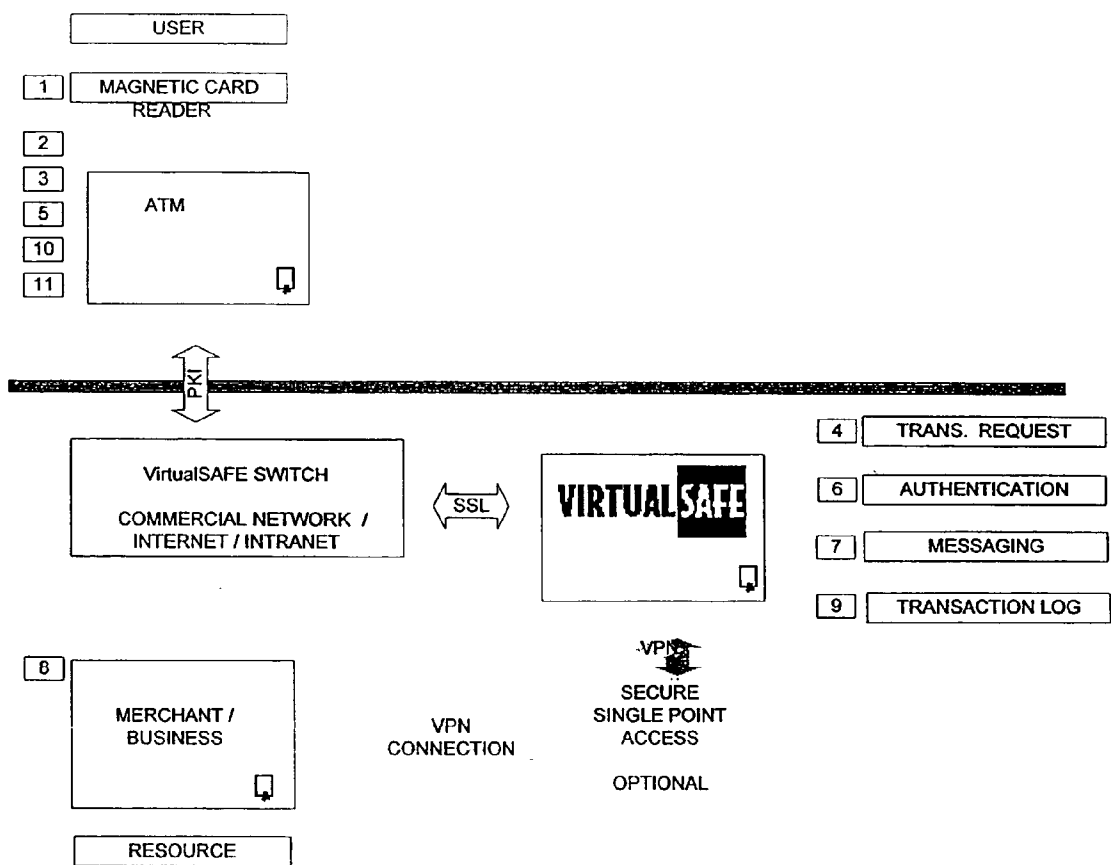 USER
1
MAGNETIC CARD
READER
2
3
5
10
11
ATM
PKI
VirtualSAFE SWITCH
COMMERCIAL NETWORK /
INTERNET / INTRANET
SSL
VIRTUALSAFE
4
TRANS. REQUEST
6
AUTHENTICATION
7
MESSAGING
9
TRANSACTION LOG
8
MERCHANT /
BUSINESS
VPN
CONNECTION
VPN
SECURE
SINGLE POINT
ACCESS
OPTIONAL
RESOURCE